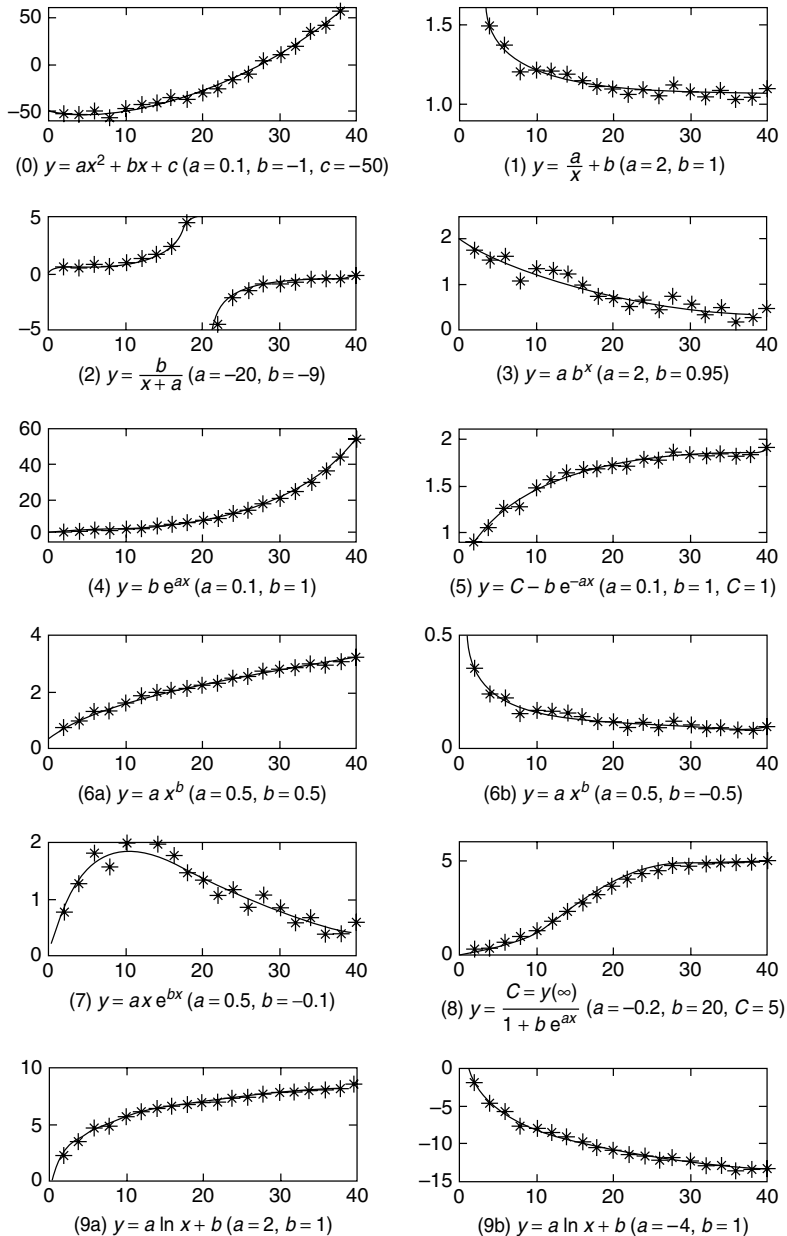 50
0
−50
0 10 20 30 40
(0) y = ax² + bx + c (a = 0.1, b = −1, c = −50)
1.5
1.0
0 10 20 30 40
(1) y = a/x + b (a = 2, b = 1)
5
0
−5
0 10 20 30 40
(2) y = b/(x + a) (a = −20, b = −9)
2
1
0
0 10 20 30 40
(3) y = a bˣ (a = 2, b = 0.95)
60
40
20
0
0 10 20 30 40
(4) y = b e^{ax} (a = 0.1, b = 1)
2
1.5
1
0 10 20 30 40
(5) y = C − b e^{−ax} (a = 0.1, b = 1, C = 1)
4
2
0
0 10 20 30 40
(6a) y = a x^b (a = 0.5, b = 0.5)
0.5
0
0 10 20 30 40
(6b) y = a x^b (a = 0.5, b = −0.5)
2
1
0
0 10 20 30 40
(7) y = ax e^{bx} (a = 0.5, b = −0.1)
5
0
0 10 20 30 40
(8) y = C = y(∞)/(1 + b e^{ax}) (a = −0.2, b = 20, C = 5)
10
5
0
0 10 20 30 40
(9a) y = a ln x + b (a = 2, b = 1)
0
−5
−10
−15
0 10 20 30 40
(9b) y = a ln x + b (a = −4, b = 1)